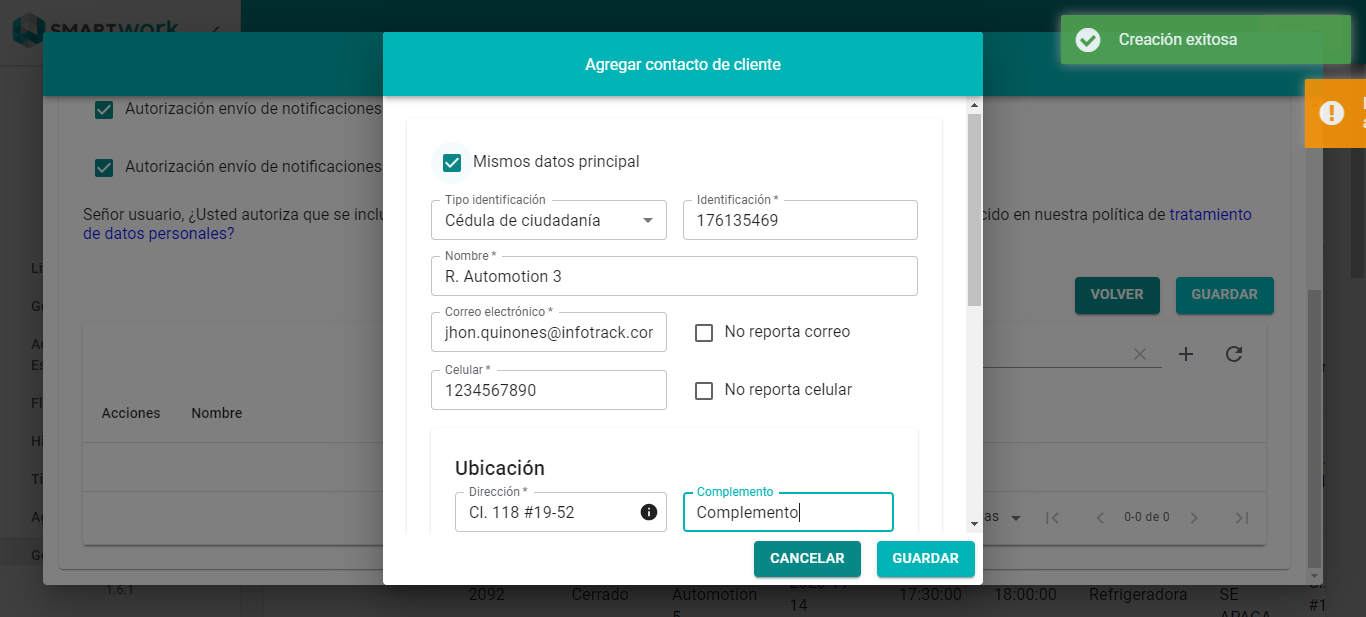 SMARTWORK
Creación exitosa
Agregar contacto de cliente
Autorización envío de notificaciones
Autorización envío de notificaciones
Señor usuario, ¿Usted autoriza que se
cido en nuestra política de tratamiento
de datos personales?
VOLVER
GUARDAR
Acciones
Nombre
0-0 de 0
Mismos datos principal
Tipo identificación
Cédula de ciudadanía
Identificación *
176135469
Nombre *
R. Automotion 3
Correo electrónico *
jhon.quinones@infotrack.cor
No reporta correo
Celular *
1234567890
No reporta celular
Ubicación
Dirección *
Cl. 118 #19-52
Complemento
Complemento
CANCELAR
GUARDAR
1.6.1
2092
Cerrado
Automotion
14
17:30:00
18:00:00
Refrigeradora
SE
#1